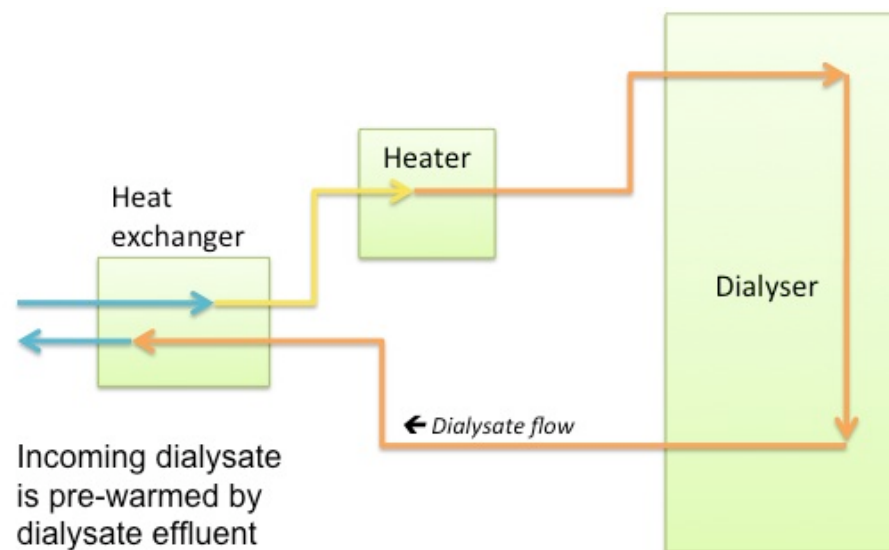 Heater
Heat
exchanger
Dialyser
← Dialysate flow
Incoming dialysate
is pre-warmed by
dialysate effluent